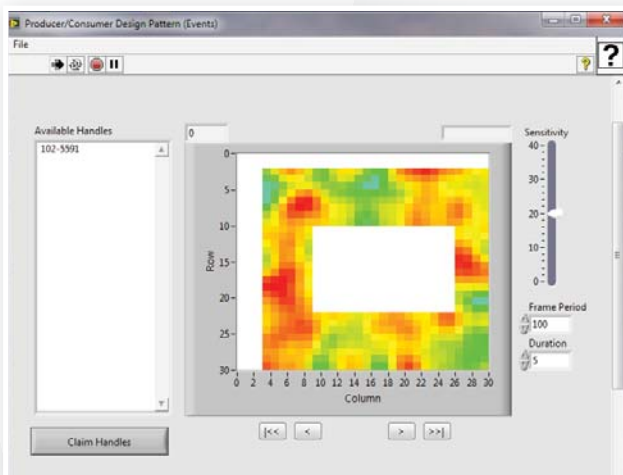 Producer/Consumer Design Pattern (Events)
File
?
?
Available Handles
102-5591
0
Sensitivity
40
30
20
10
0
Row
0
5
10
15
20
25
30
0 2 4 6 8 10 12 14 16 18 20 22 24 26 28 30
Column
Frame Period
100
Duration
5
|<< < > >>|
Claim Handles